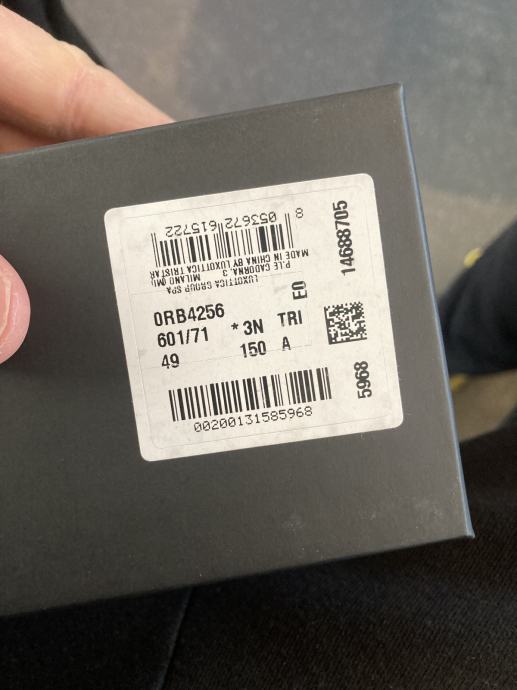 8 053672 615722
MADE IN CHINA BY LUXOTTICA TRISTAR
P.LE CADORNA, 3 MILANO (MI)
LUXOTTICA GROUP SPA
0RB4256 E0
601/71 * 3N TRI
49 150 A
00200131585968
14688705
5968